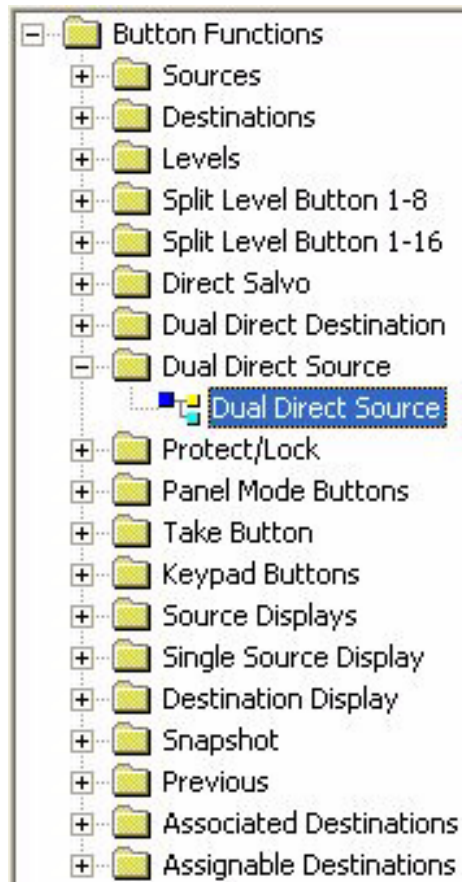 Button Functions
Sources
Destinations
Levels
Split Level Button 1-8
Split Level Button 1-16
Direct Salvo
Dual Direct Destination
Dual Direct Source
Dual Direct Source
Protect/Lock
Panel Mode Buttons
Take Button
Keypad Buttons
Source Displays
Single Source Display
Destination Display
Snapshot
Previous
Associated Destinations
Assignable Destinations